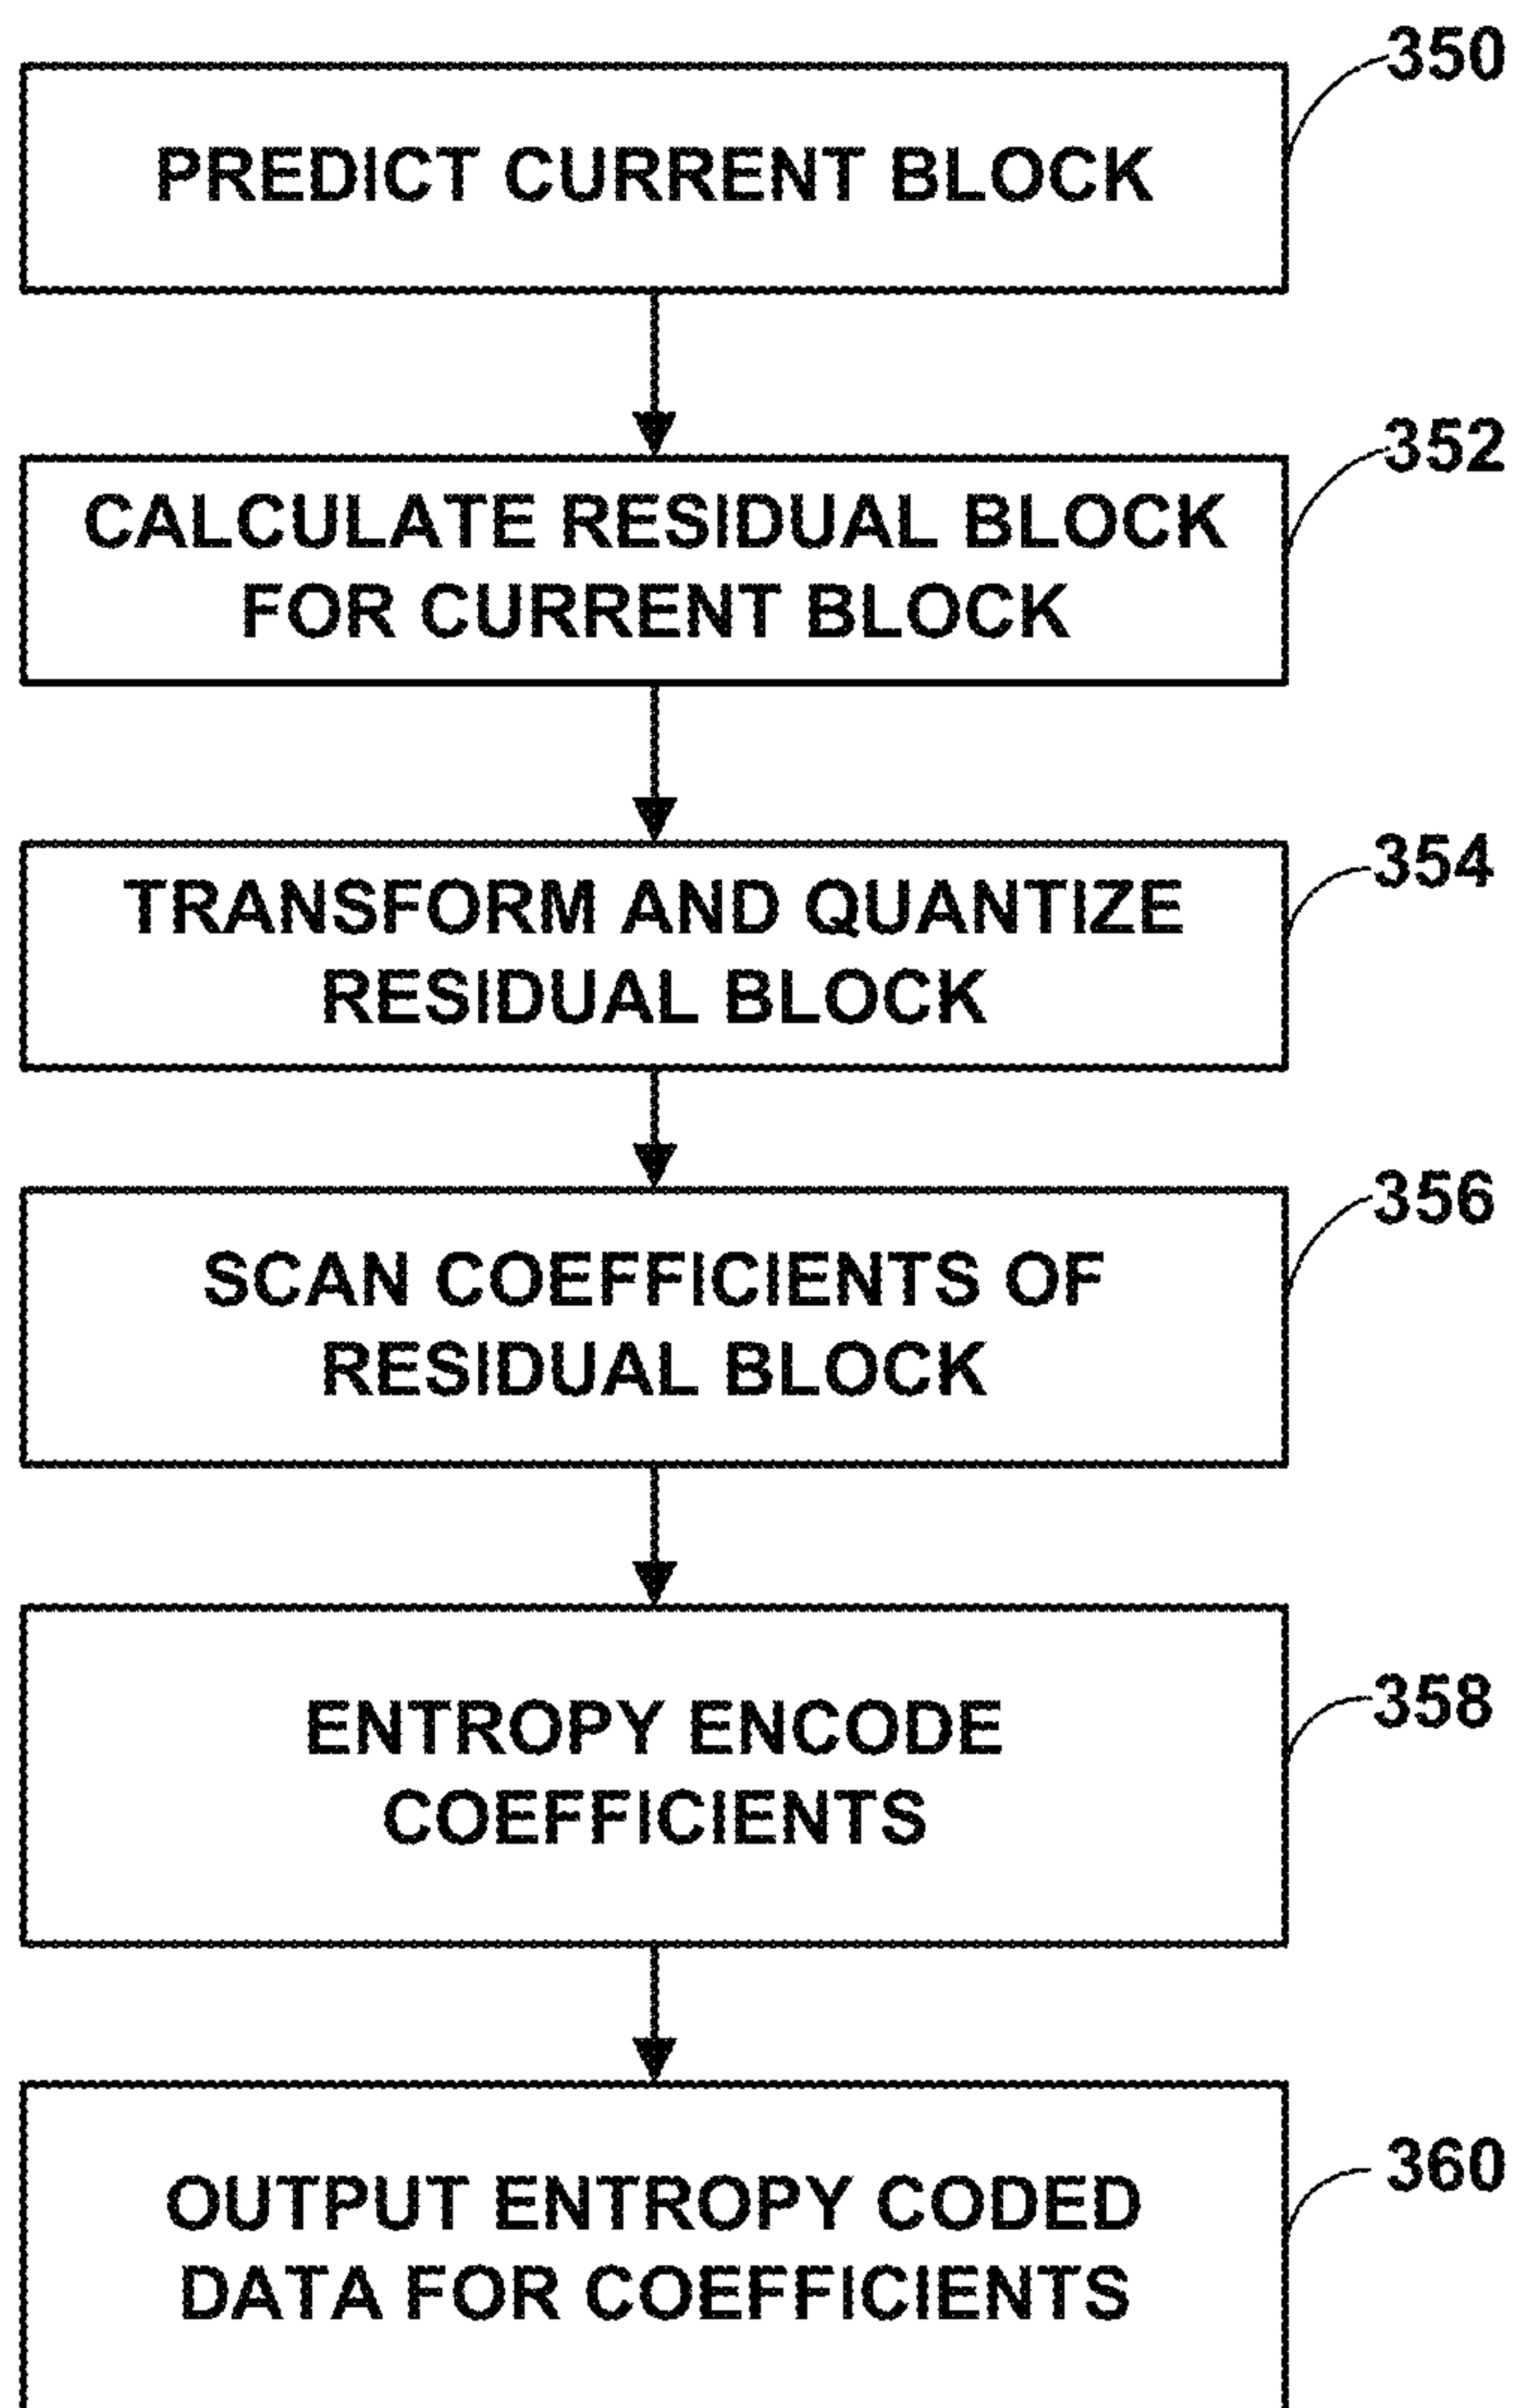 350
PREDICT CURRENT BLOCK
352
CALCULATE RESIDUAL BLOCK
FOR CURRENT BLOCK
354
TRANSFORM AND QUANTIZE
RESIDUAL BLOCK
356
SCAN COEFFICIENTS OF
RESIDUAL BLOCK
358
ENTROPY ENCODE
COEFFICIENTS
360
OUTPUT ENTROPY CODED
DATA FOR COEFFICIENTS